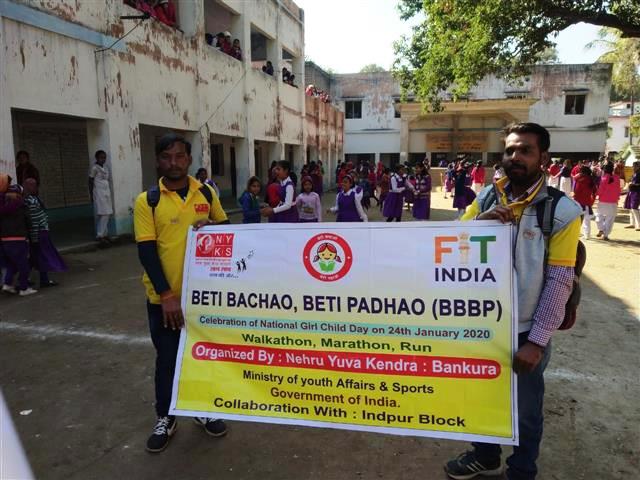 NYKS
FIT
INDIA
BETI BACHAO, BETI PADHAO (BBBP)
Celebration of National Girl Child Day on 24th January 2020
Walkathon, Marathon, Run
Organized By : Nehru Yuva Kendra : Bankura
Ministry of youth Affairs & Sports
Government of India.
Collaboration With : Indpur Block